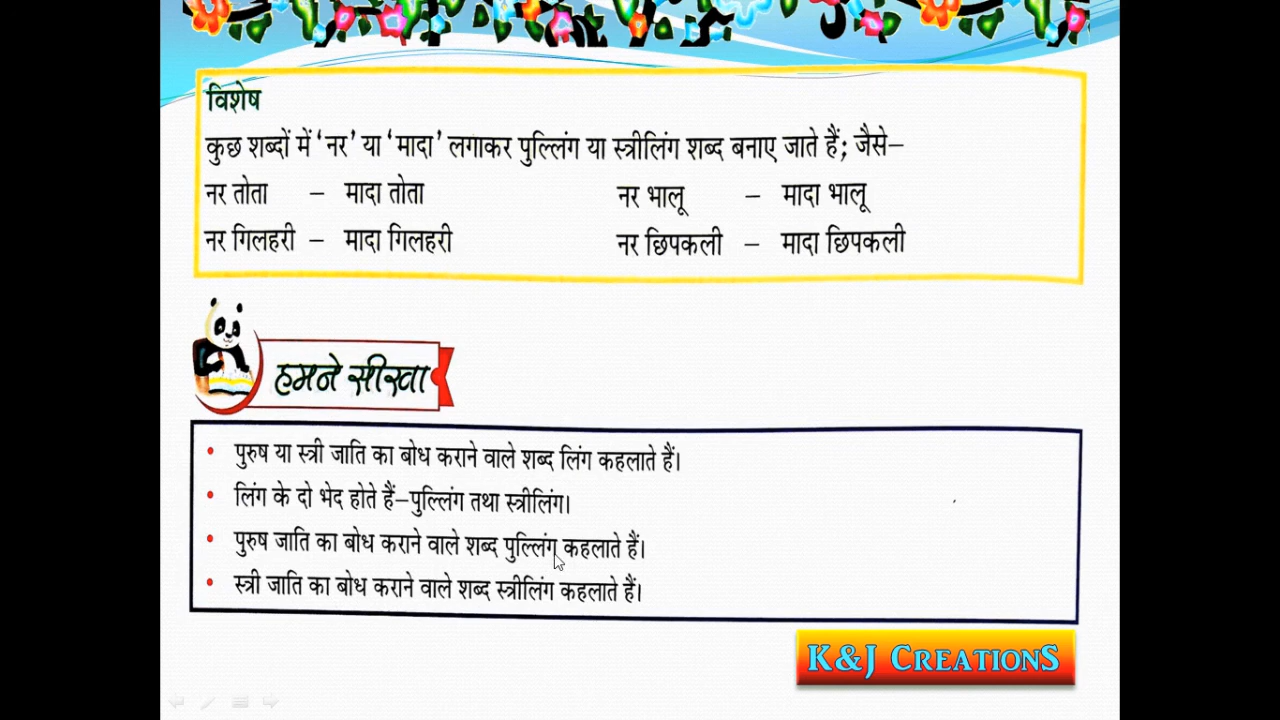 विशेष
कुछ शब्दों में ‘नर’ या ‘मादा’ लगाकर पुल्लिंग या स्त्रीलिंग शब्द बनाए जाते हैं; जैसे–
नर तोता – मादा तोता नर भालू – मादा भालू
नर गिलहरी – मादा गिलहरी नर छिपकली – मादा छिपकली
हमने सीखा
• पुरुष या स्त्री जाति का बोध कराने वाले शब्द लिंग कहलाते हैं।
• लिंग के दो भेद होते हैं–पुल्लिंग तथा स्त्रीलिंग।
• पुरुष जाति का बोध कराने वाले शब्द पुल्लिंग कहलाते हैं।
• स्त्री जाति का बोध कराने वाले शब्द स्त्रीलिंग कहलाते हैं।
K&J CREATIONS